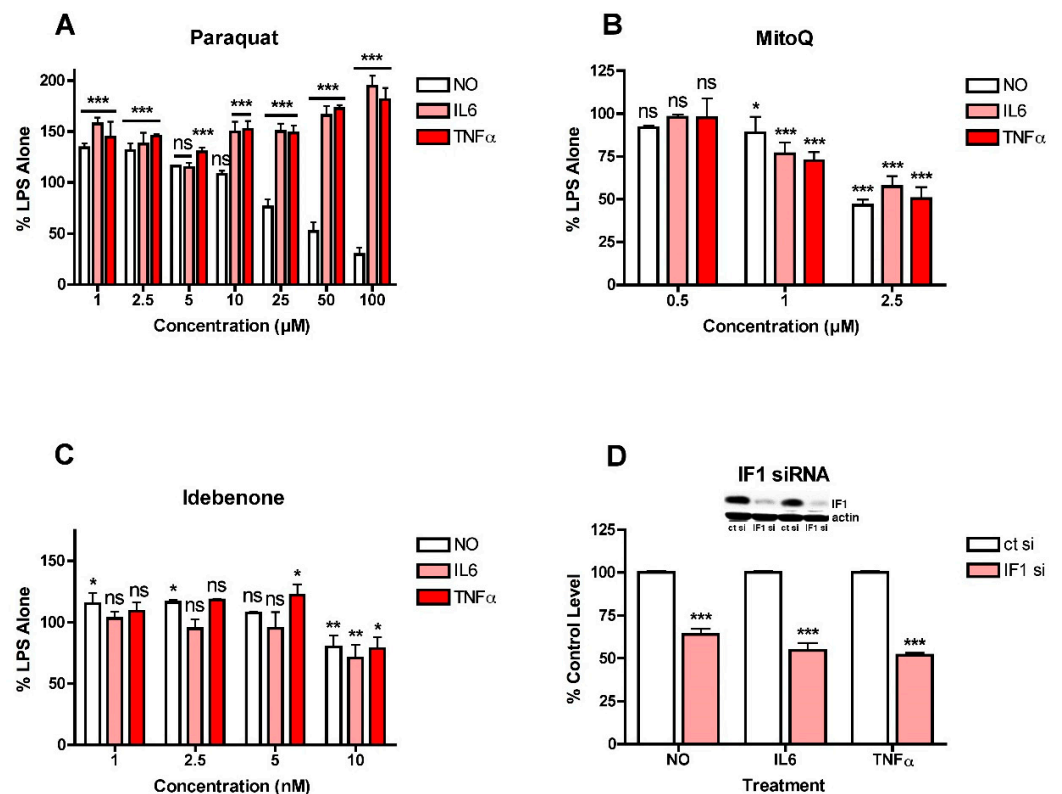 A
Paraquat
% LPS Alone
200
150
100
50
0
***
***
ns
***
ns
***
***
***
***
1
2.5
5
10
25
50
100
Concentration (µM)
NO
IL6
TNFα
B
MitoQ
% LPS Alone
125
100
75
50
25
0
ns
ns
ns
*
***
***
***
***
***
0.5
1
2.5
Concentration (µM)
NO
IL6
TNFα
C
Idebenone
% LPS Alone
150
100
50
0
*
ns
ns
*
ns
ns
ns
ns
*
**
**
*
1
2.5
5
10
Concentration (nM)
NO
IL6
TNFα
D
IF1 siRNA
IF1
actin
ct si IF1 si ct si IF1 si
% Control Level
125
100
75
50
25
0
***
***
***
NO
IL6
TNFα
Treatment
ct si
IF1 si